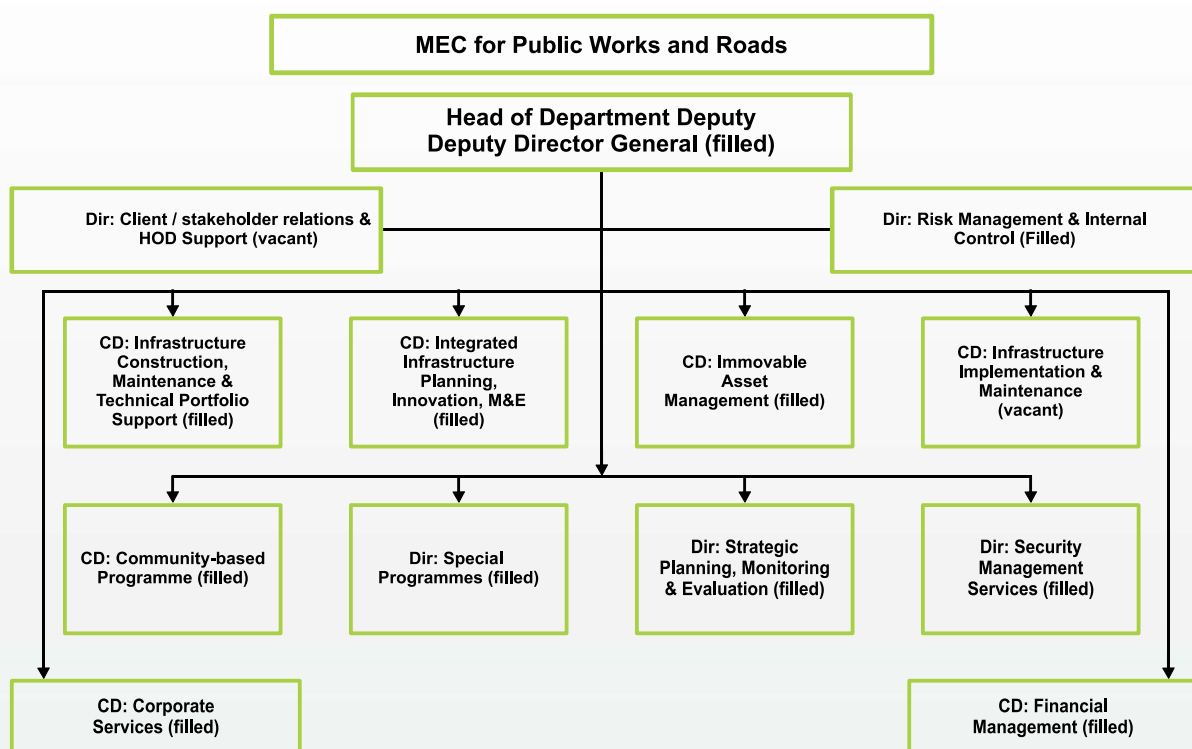 MEC for Public Works and Roads
Head of Department Deputy
Deputy Director General (filled)
Dir: Client / stakeholder relations &
HOD Support (vacant)
Dir: Risk Management & Internal
Control (Filled)
CD: Infrastructure
Construction,
Maintenance &
Technical Portfolio
Support (filled)
CD: Integrated
Infrastructure
Planning,
Innovation, M&E
(filled)
CD: Immovable
Asset
Management (filled)
CD: Infrastructure
Implementation &
Maintenance
(vacant)
CD: Community-based
Programme (filled)
Dir: Special
Programmes (filled)
Dir: Strategic
Planning, Monitoring
& Evaluation (filled)
Dir: Security
Management
Services (filled)
CD: Corporate
Services (filled)
CD: Financial
Management (filled)